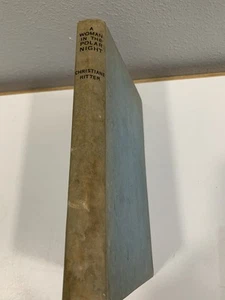 A
WOMAN
IN THE
POLAR
NIGHT
CHRISTIANE
RITTER